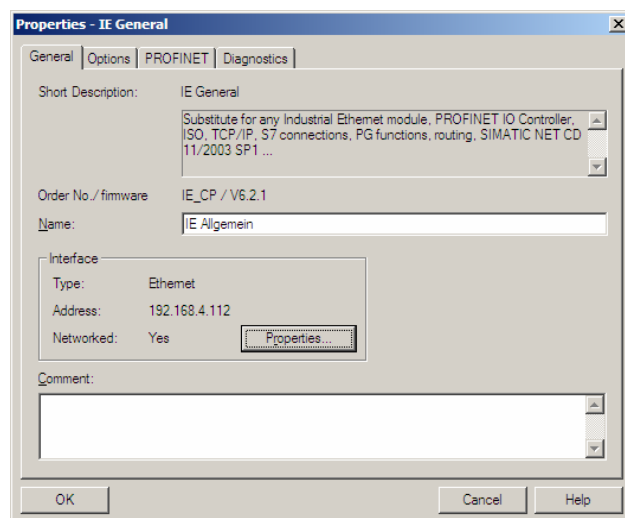 Properties - IE General
General Options PROFINET Diagnostics
Short Description: IE General
Substitute for any Industrial Ethernet module, PROFINET IO Controller,
ISO, TCP/IP, S7 connections, PG functions, routing, SIMATIC NET CD
11/2003 SP1 ...
Order No./ firmware IE_CP / V6.2.1
Name: IE Allgemein
Interface
Type: Ethernet
Address: 192.168.4.112
Networked: Yes Properties...
Comment:
OK Cancel Help